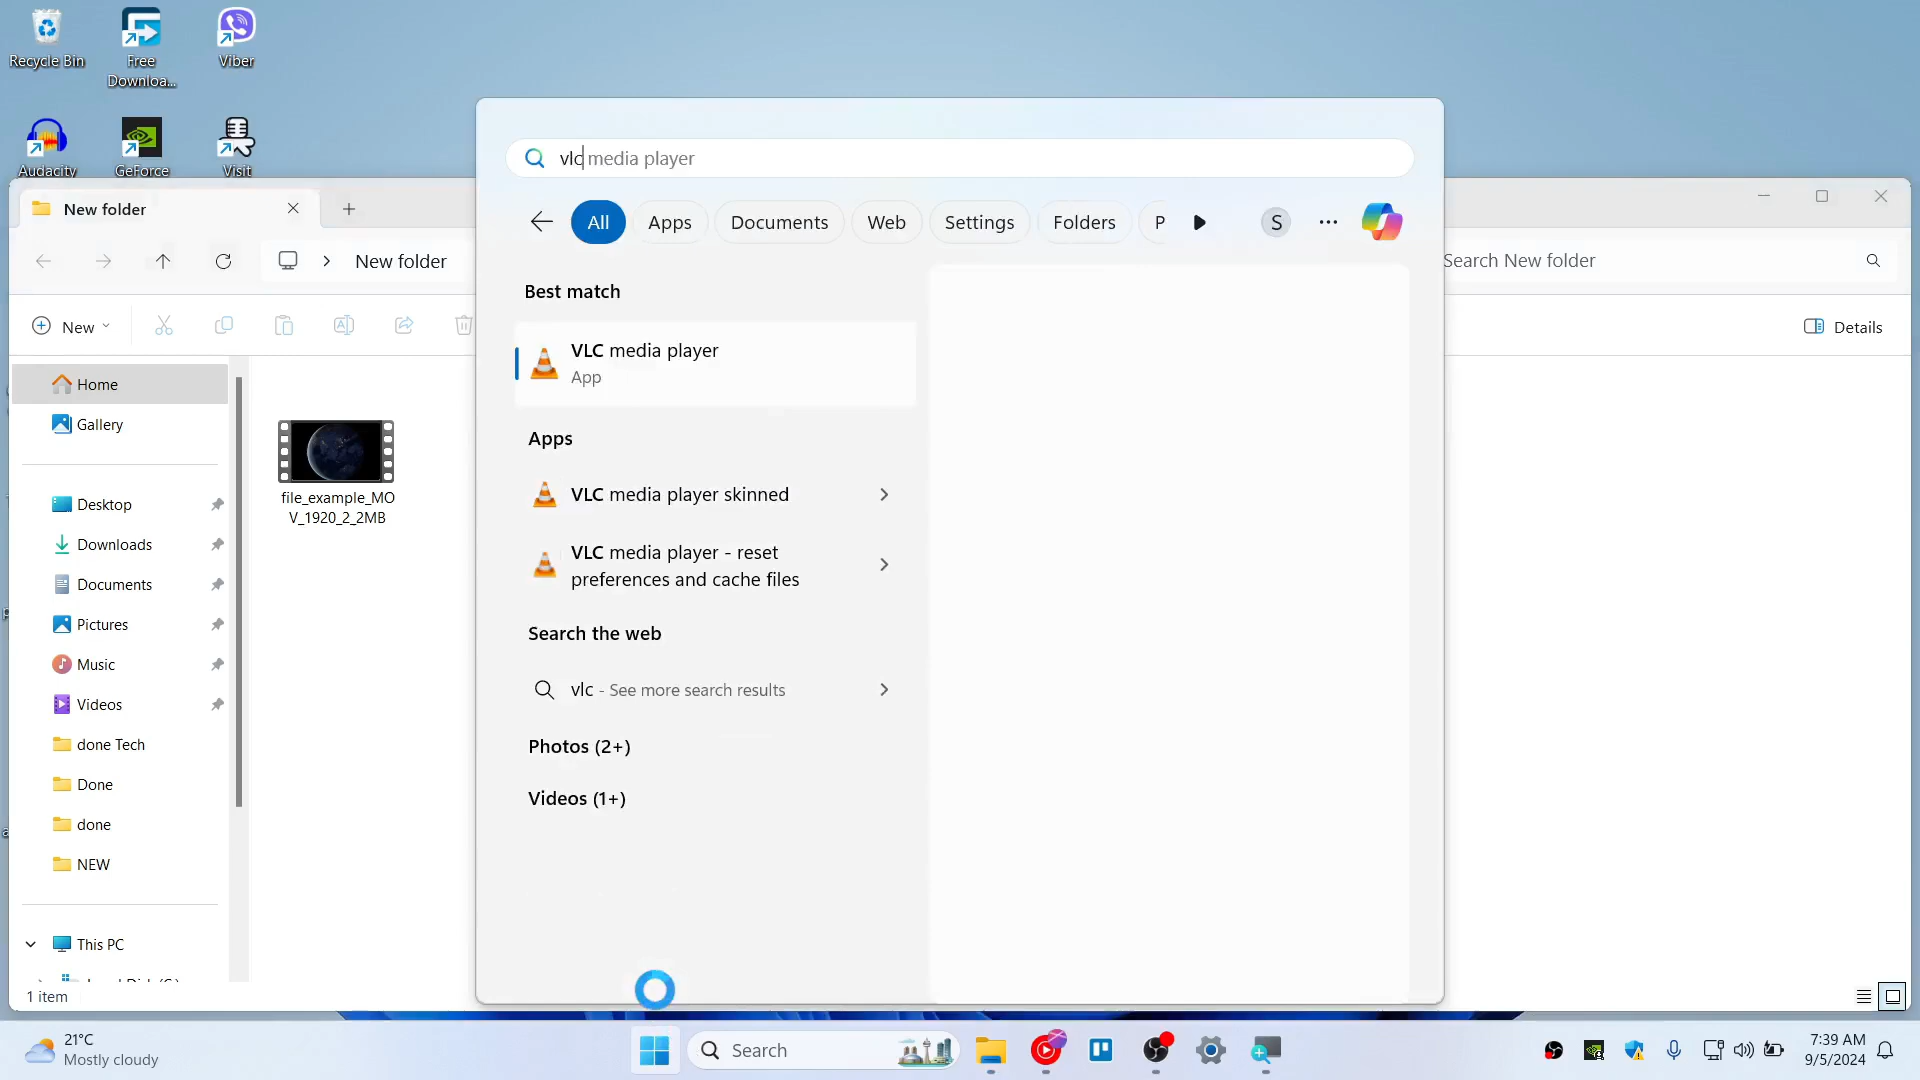 Recycle Bin
Free
Downloa...
Viber
Audacity
GeForce
Visit
vlc media player
New folder
All
Apps
Documents
Web
Settings
Folders
P
S
New folder
Search New folder
New
Details
Best match
VLC media player
App
Apps
VLC media player skinned
VLC media player - reset
preferences and cache files
Search the web
vlc - See more search results
Photos (2+)
Videos (1+)
Home
Gallery
Desktop
Downloads
Documents
Pictures
Music
Videos
done Tech
Done
done
NEW
This PC
file_example_MO
V_1920_2_2MB
1 item
21°C
Mostly cloudy
Search
7:39 AM
9/5/2024